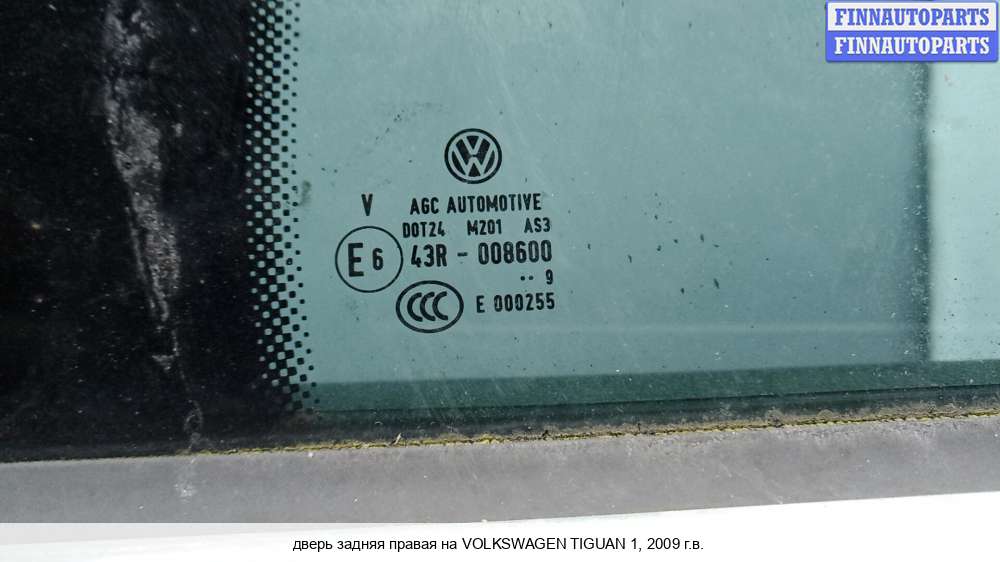 FINNAUTOPARTS
FINNAUTOPARTS
V AGC AUTOMOTIVE
DOT24 M201 AS3
E6 43R - 008600
·· 9
CCC E 000255
дверь задняя правая на VOLKSWAGEN TIGUAN 1, 2009 г.в.